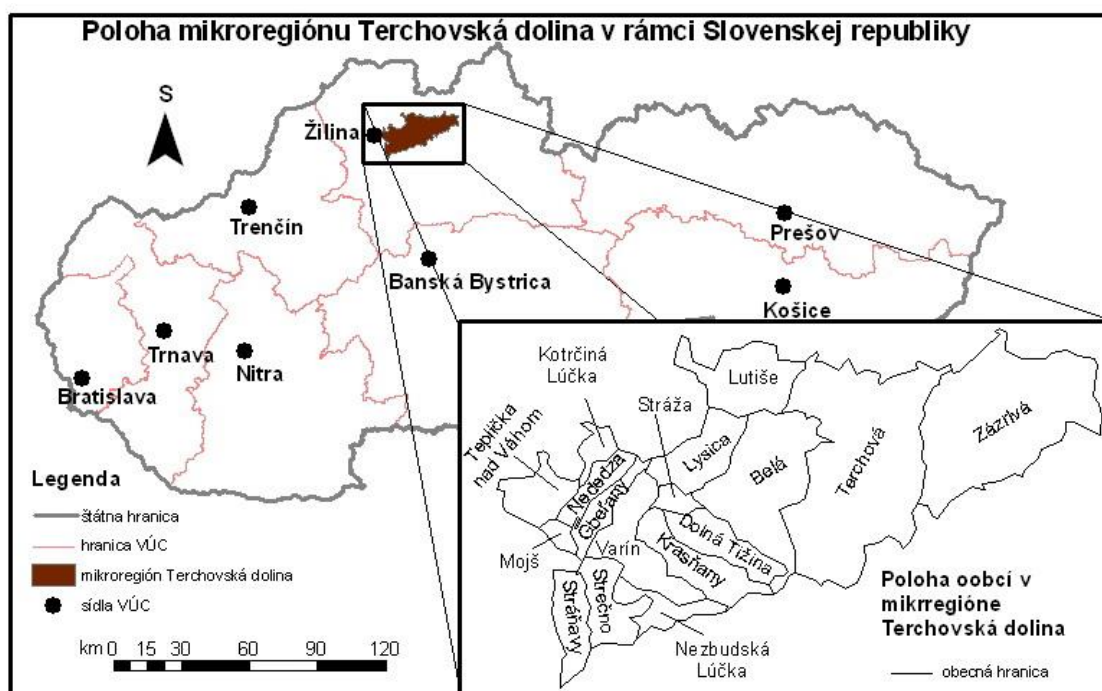 Poloha mikroregiónu Terchovská dolina v rámci Slovenskej republiky
S
Žilina
Trenčín
Prešov
Banská Bystrica
Košice
Trnava
Nitra
Bratislava
Legenda
štátna hranica
hranica VÚC
mikroregión Terchovská dolina
sídla VÚC
km 0 15 30 60 90 120
Kotrčiná
Lúčka
Lutiše
Stráža
Zázrivá
Teplička
nad Váhom
Lysica
Belá
Terchová
Nededza
Gbeľany
Dolná Tižina
Mojš
Varín
Krasňany
Stráňavy
Strečno
Nezbudská
Lúčka
Poloha oobcí v
mikrregióne
Terchovská dolina
obecná hranica